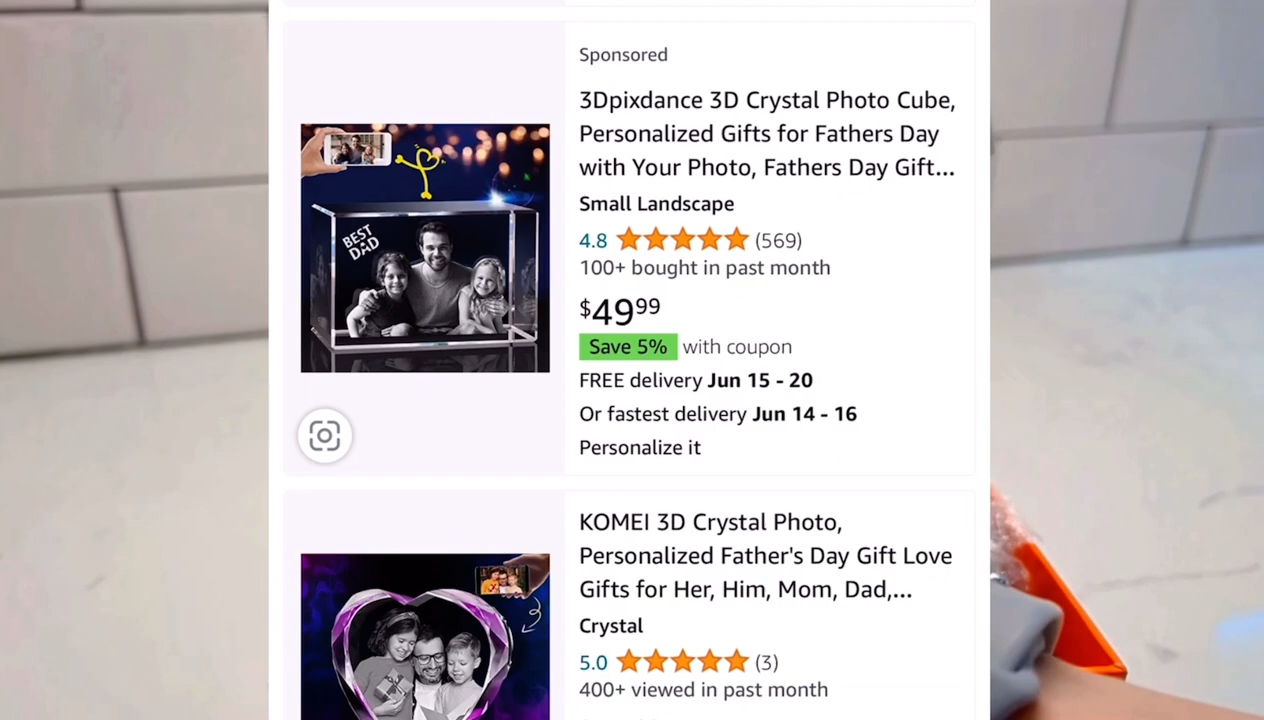 Sponsored
3Dpixdance 3D Crystal Photo Cube,
Personalized Gifts for Fathers Day
with Your Photo, Fathers Day Gift...
Small Landscape
4.8 (569)
100+ bought in past month
$49.99
Save 5% with coupon
FREE delivery Jun 15 - 20
Or fastest delivery Jun 14 - 16
Personalize it
BEST
DAD
KOMEI 3D Crystal Photo,
Personalized Father's Day Gift Love
Gifts for Her, Him, Mom, Dad,...
Crystal
5.0 (3)
400+ viewed in past month